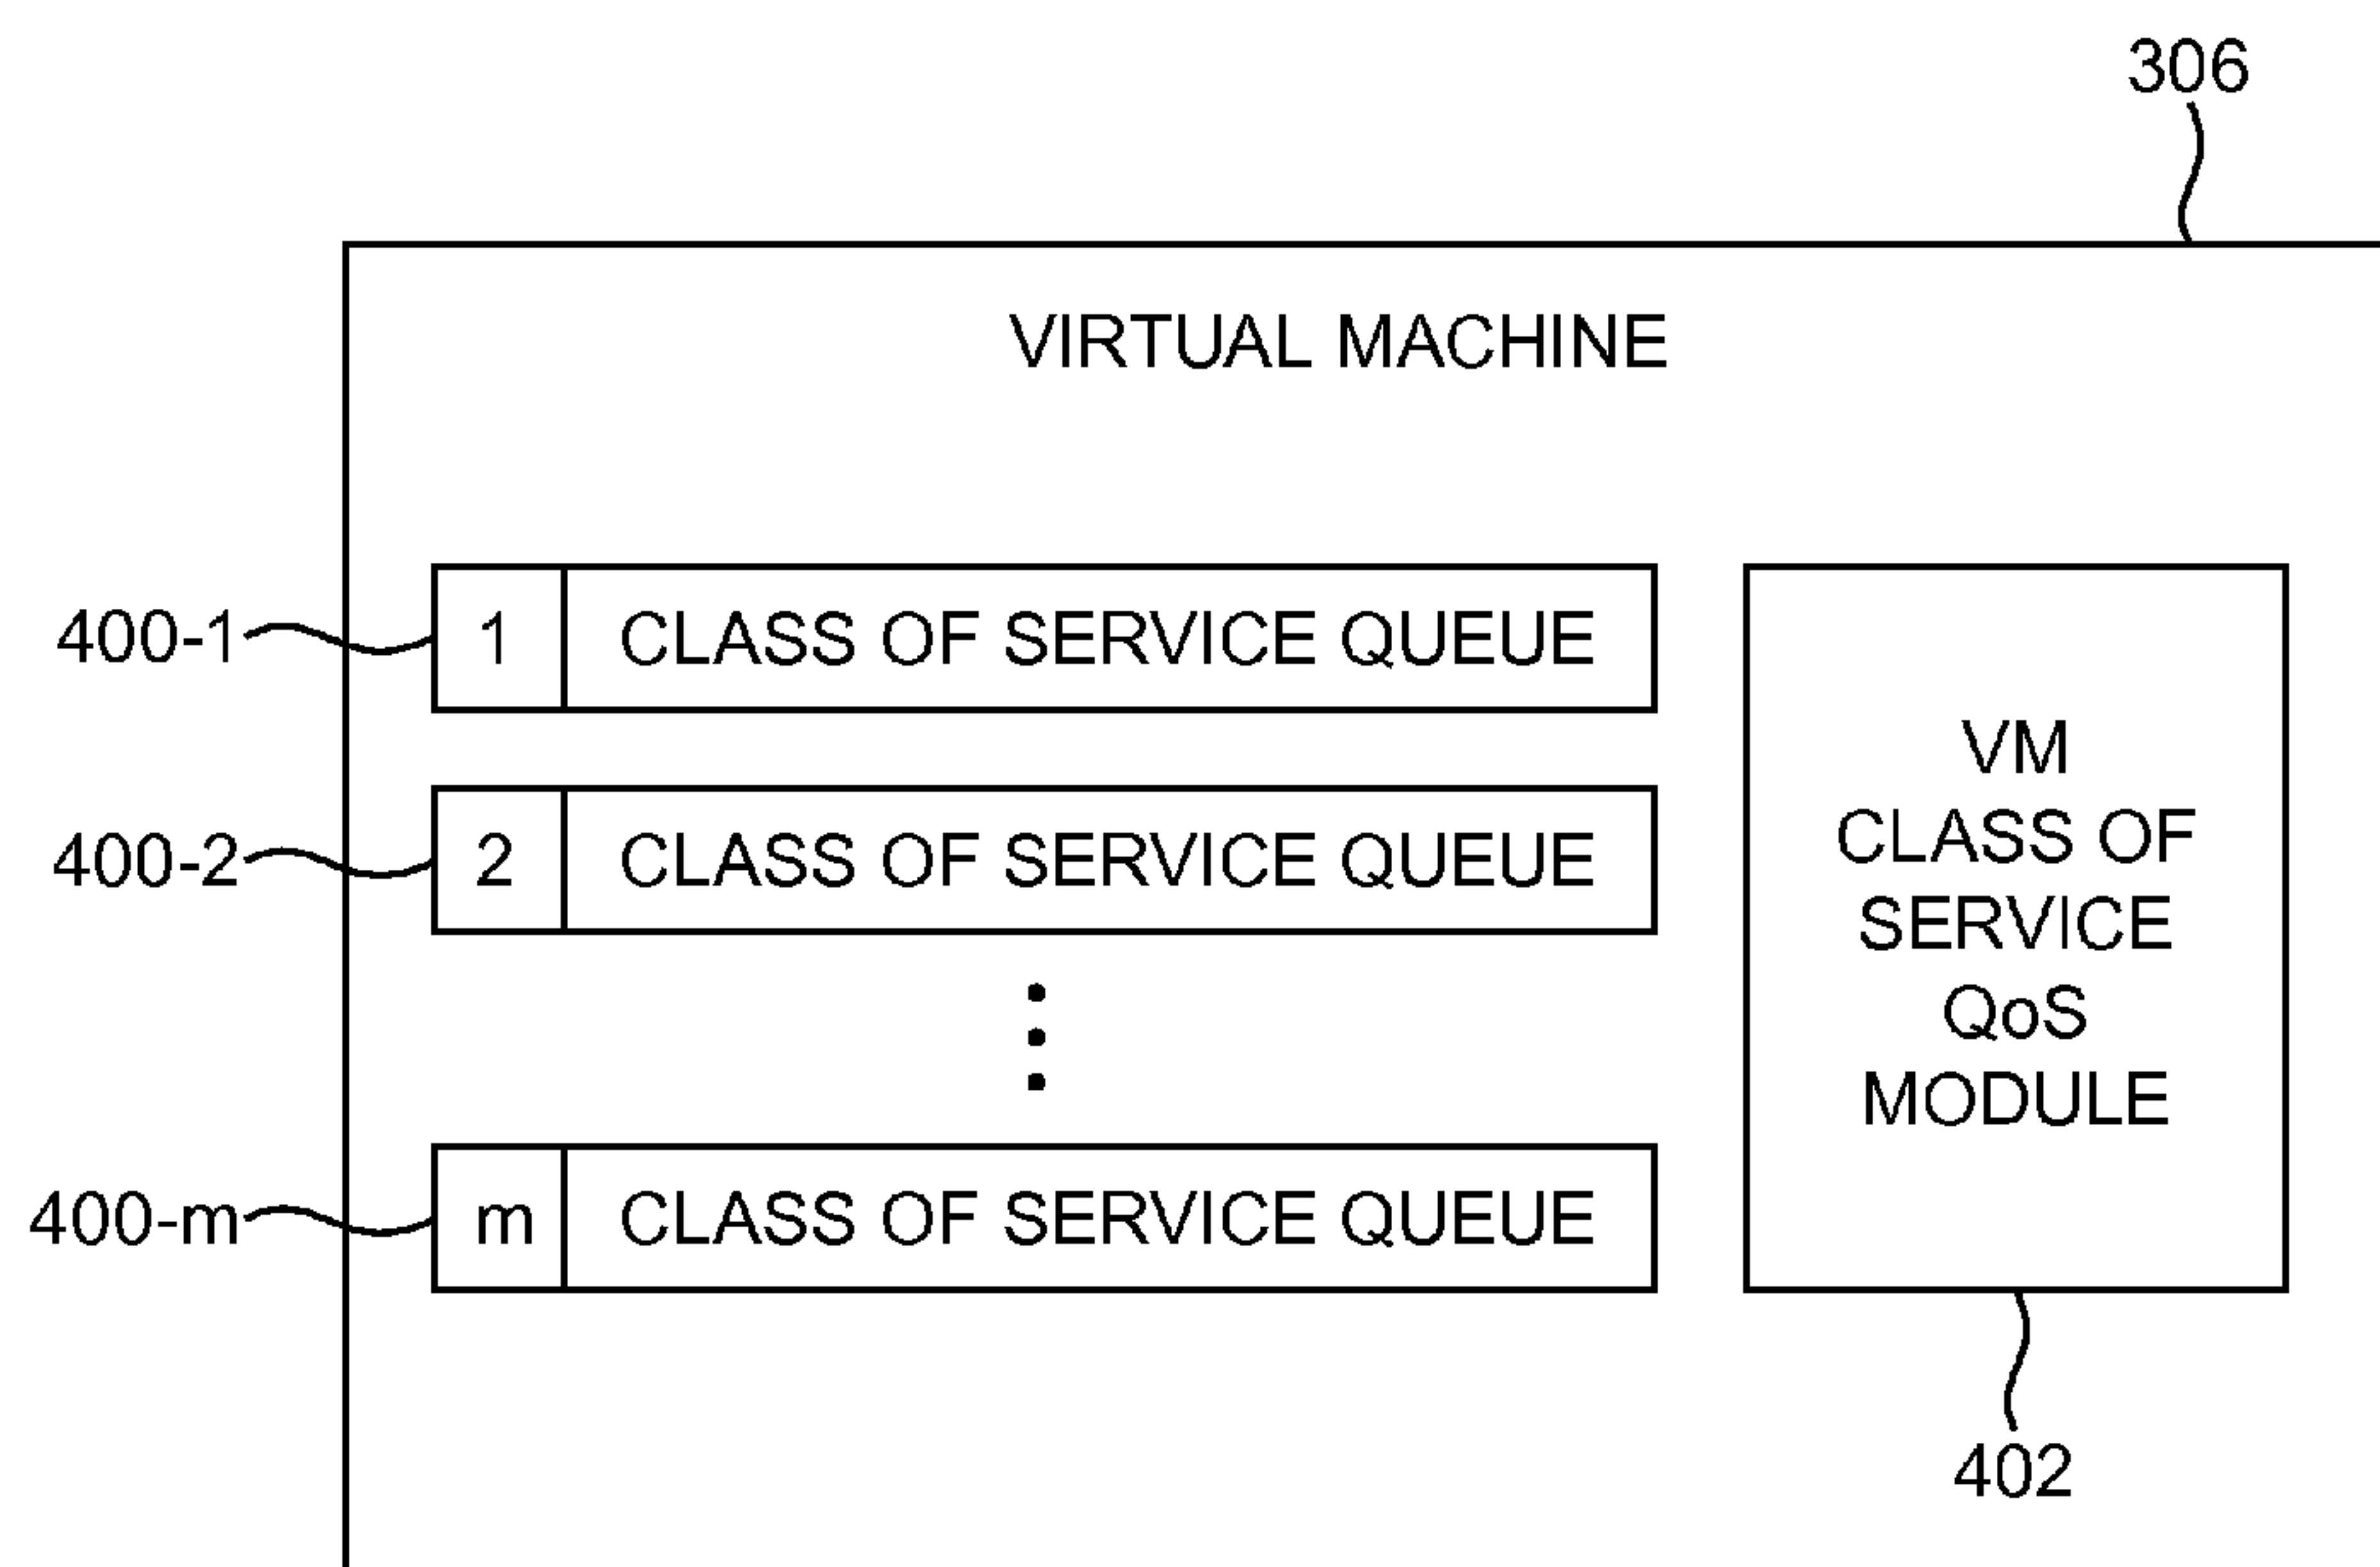 306
VIRTUAL MACHINE
400-1
1 CLASS OF SERVICE QUEUE
400-2
2 CLASS OF SERVICE QUEUE
400-m
m CLASS OF SERVICE QUEUE
VM
CLASS OF
SERVICE
QoS
MODULE
402